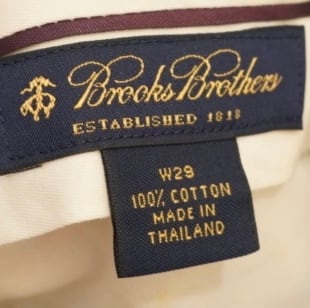 Brooks Brothers
ESTABLISHED 1818
W29
100% COTTON
MADE IN
THAILAND